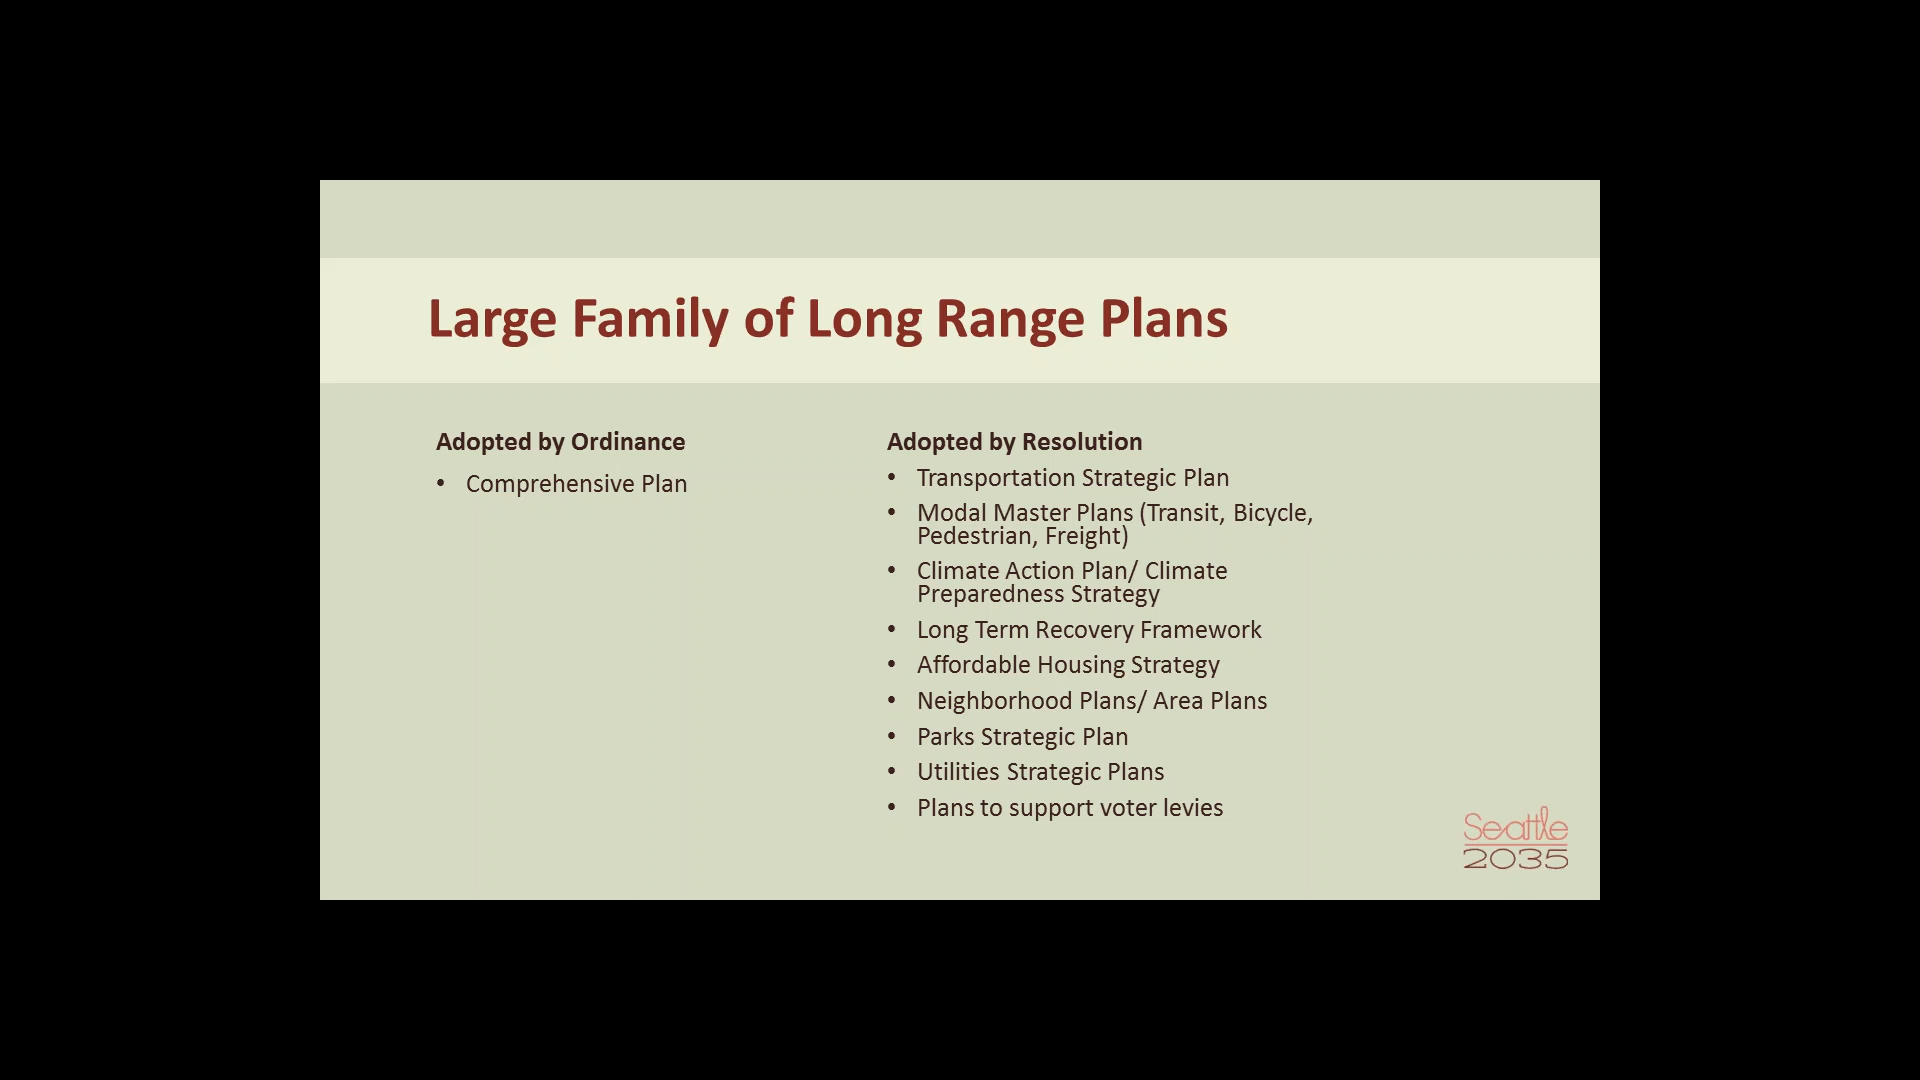 Large Family of Long Range Plans
Adopted by Ordinance
• Comprehensive Plan
Adopted by Resolution
• Transportation Strategic Plan
• Modal Master Plans (Transit, Bicycle,
Pedestrian, Freight)
• Climate Action Plan/ Climate
Preparedness Strategy
• Long Term Recovery Framework
• Affordable Housing Strategy
• Neighborhood Plans/ Area Plans
• Parks Strategic Plan
• Utilities Strategic Plans
• Plans to support voter levies
Seattle
2035